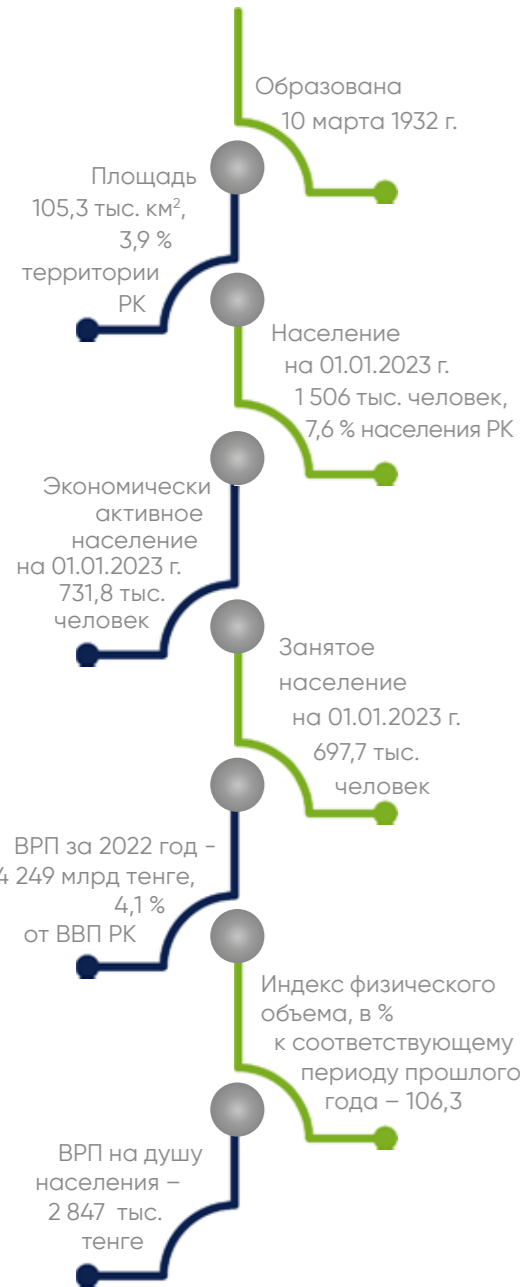 Образована
10 марта 1932 г.
Площадь
105,3 тыс. км²,
3,9 %
территории
РК
Население
на 01.01.2023 г.
1 506 тыс. человек,
7,6 % населения РК
Экономически
активное
население
на 01.01.2023 г.
731,8 тыс.
человек
Занятое
население
на 01.01.2023 г.
697,7 тыс.
человек
ВРП за 2022 год -
4 249 млрд тенге,
4,1 %
от ВВП РК
Индекс физического
объема, в %
к соответствующему
периоду прошлого
года – 106,3
ВРП на душу
населения –
2 847 тыс.
тенге